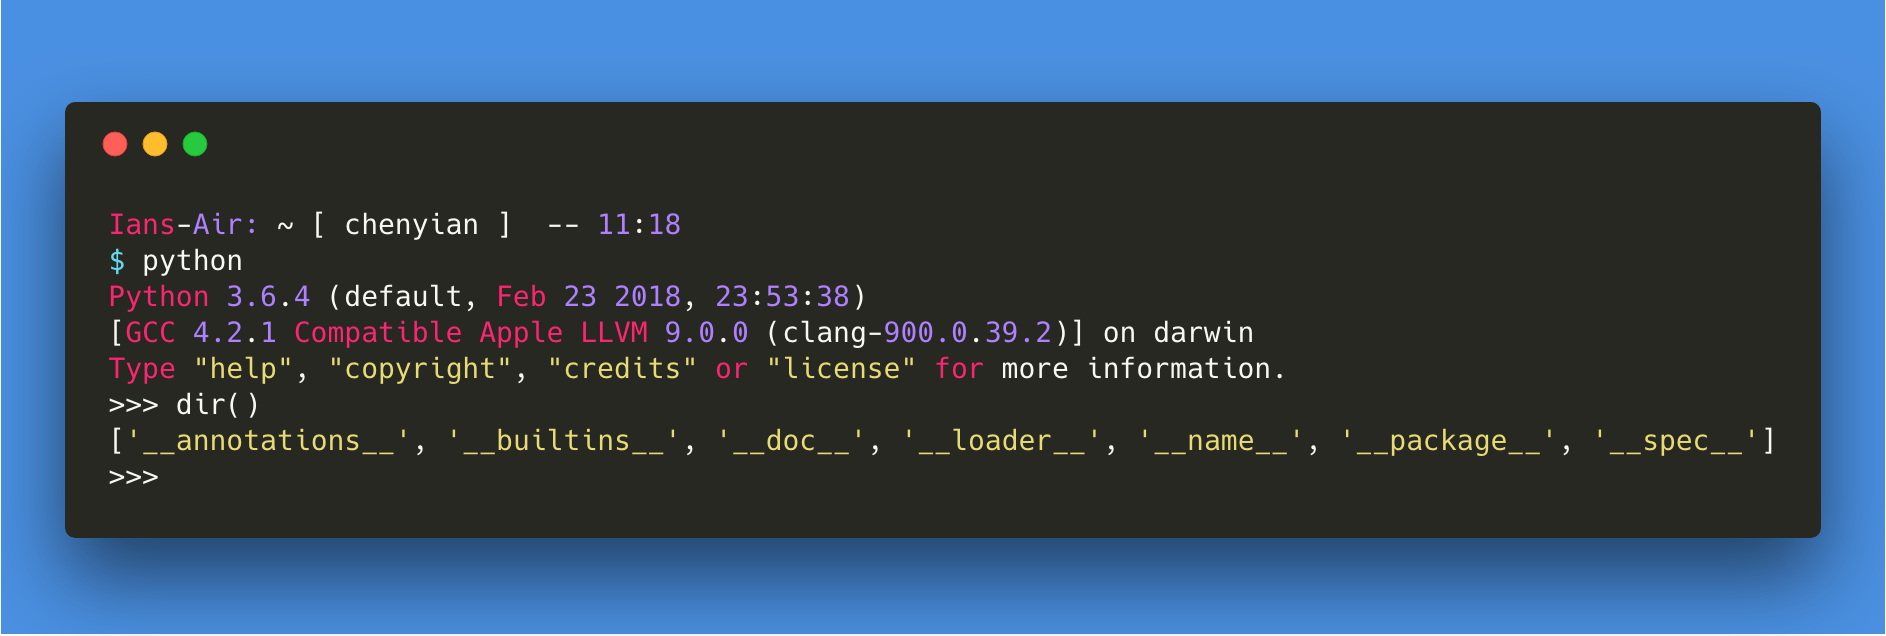 Ians-Air: ~ [ chenyian ]  -- 11:18
$ python
Python 3.6.4 (default, Feb 23 2018, 23:53:38)
[GCC 4.2.1 Compatible Apple LLVM 9.0.0 (clang-900.0.39.2)] on darwin
Type "help", "copyright", "credits" or "license" for more information.
>>> dir()
['__annotations__', '__builtins__', '__doc__', '__loader__', '__name__', '__package__', '__spec__']
>>>